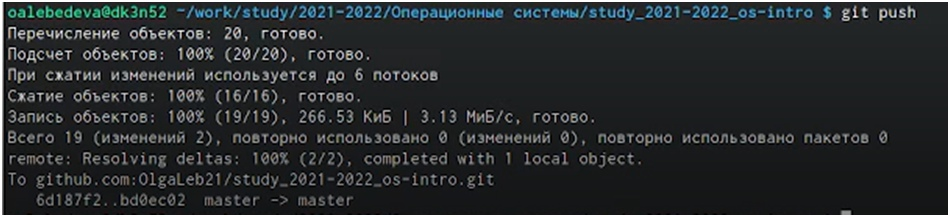 oalebedeva@dk3n52 ~/work/study/2021-2022/Операционные системы/study_2021-2022_os-intro $ git push
Перечисление объектов: 20, готово.
Подсчет объектов: 100% (20/20), готово.
При сжатии изменений используется до 6 потоков
Сжатие объектов: 100% (16/16), готово.
Запись объектов: 100% (19/19), 266.53 КиБ | 3.13 МиБ/с, готово.
Всего 19 (изменений 2), повторно использовано 0 (изменений 0), повторно использовано пакетов 0
remote: Resolving deltas: 100% (2/2), completed with 1 local object.
To github.com:OlgaLeb21/study_2021-2022_os-intro.git
6d187f2..bd0ec02  master -> master